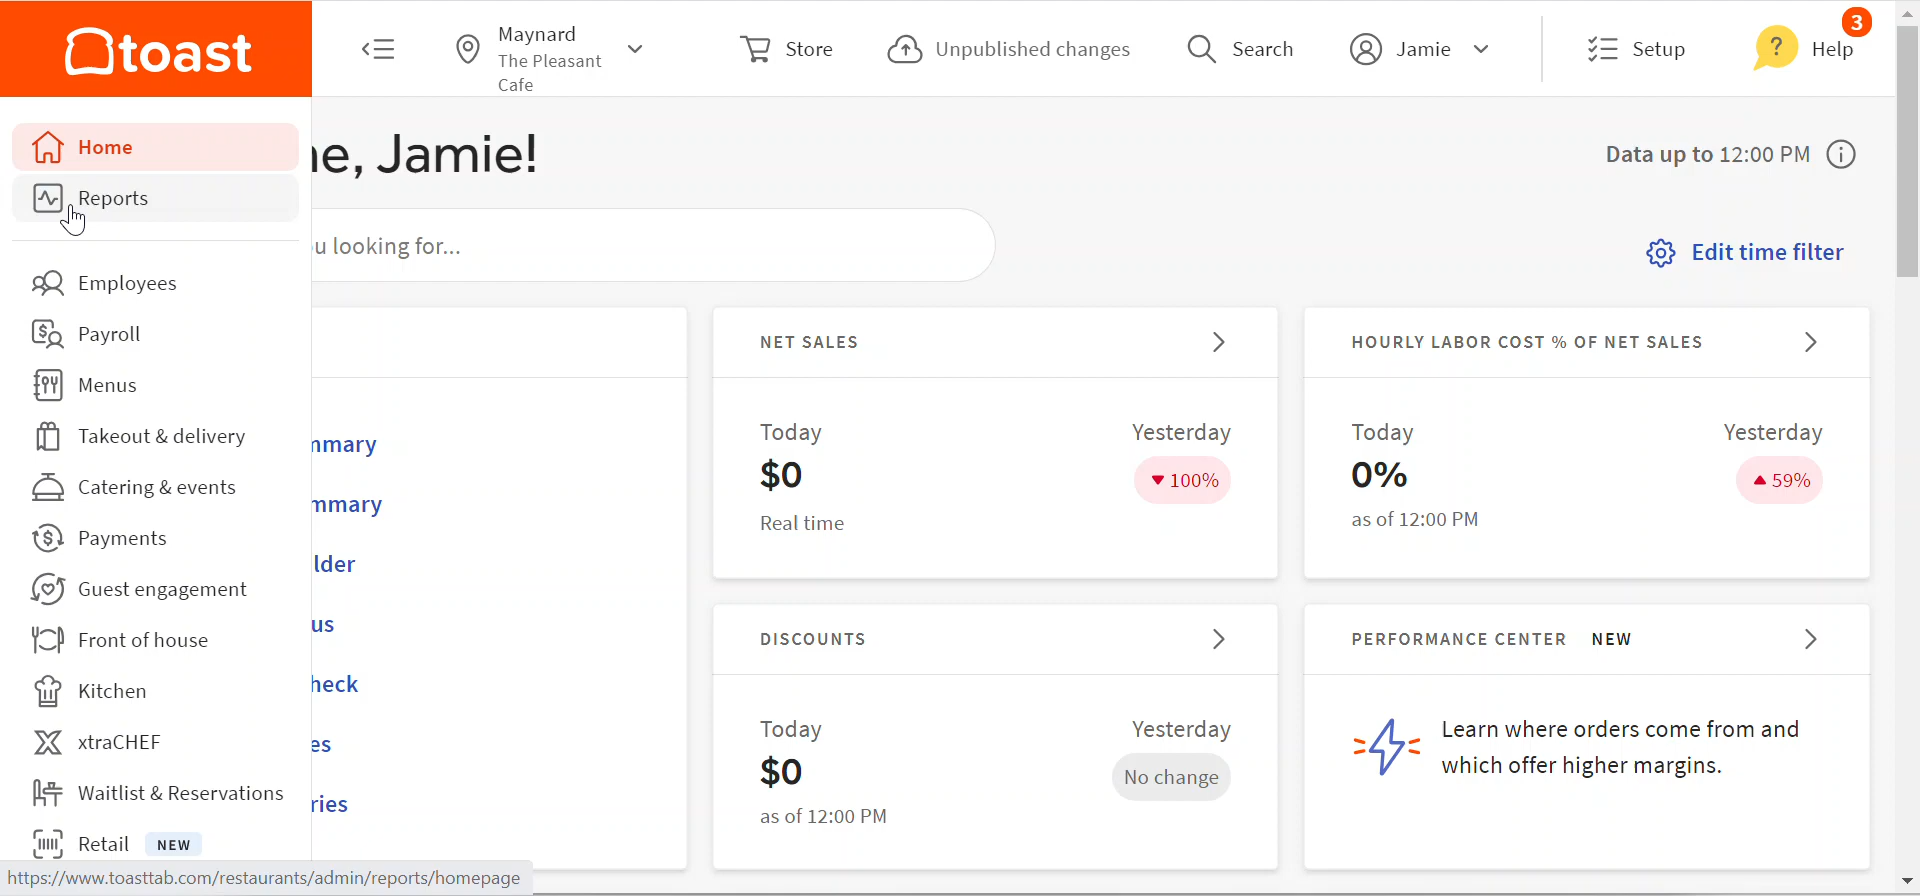 toast
Maynard
The Pleasant
Cafe
Store
Unpublished changes
Search
Jamie
Setup
?
Help
3
Home
Reports
Employees
Payroll
Menus
Takeout & delivery
Catering & events
Payments
Guest engagement
Front of house
Kitchen
xtraCHEF
Waitlist & Reservations
Retail NEW
https://www.toasttab.com/restaurants/admin/reports/homepage
e, Jamie!
Data up to 12:00 PM
u looking for...
Edit time filter
mmary
mmary
lder
us
heck
es
ries
NET SALES
Today
Yesterday
$0
▼ 100%
Real time
HOURLY LABOR COST % OF NET SALES
Today
Yesterday
0%
▲ 59%
as of 12:00 PM
DISCOUNTS
Today
Yesterday
$0
No change
as of 12:00 PM
PERFORMANCE CENTER NEW
Learn where orders come from and
which offer higher margins.